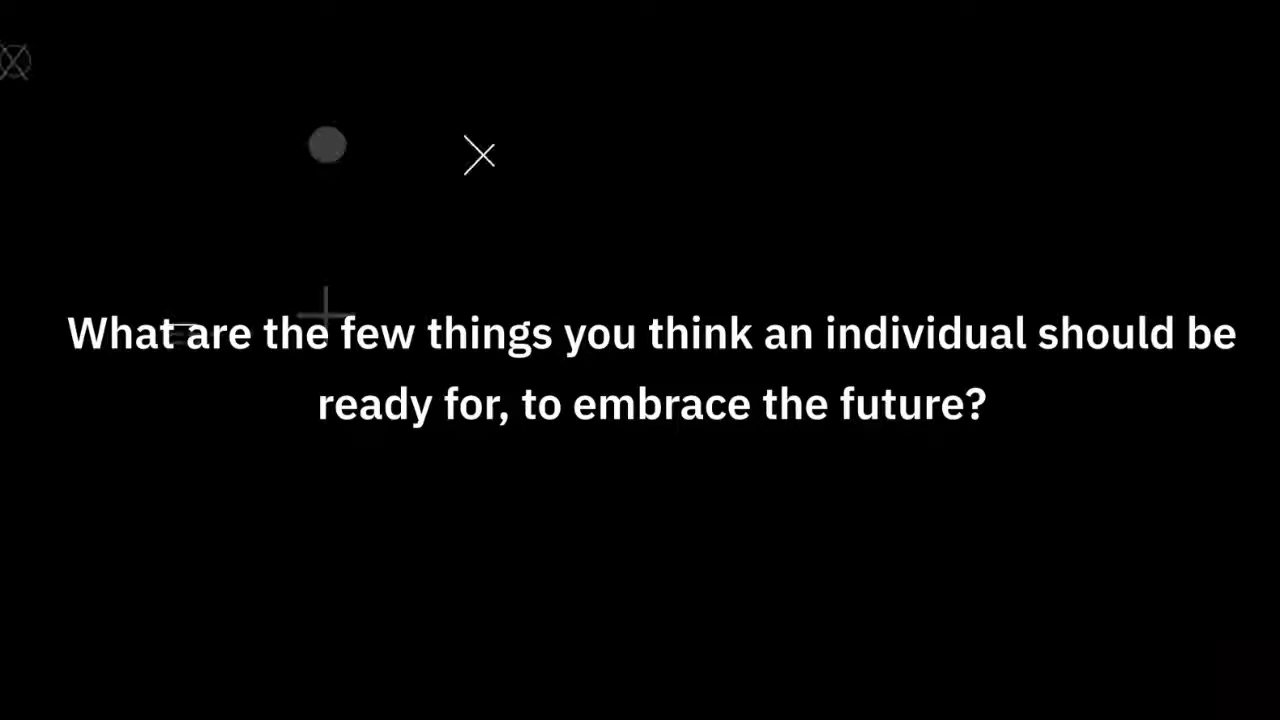 What are the few things you think an individual should be
ready for, to embrace the future?